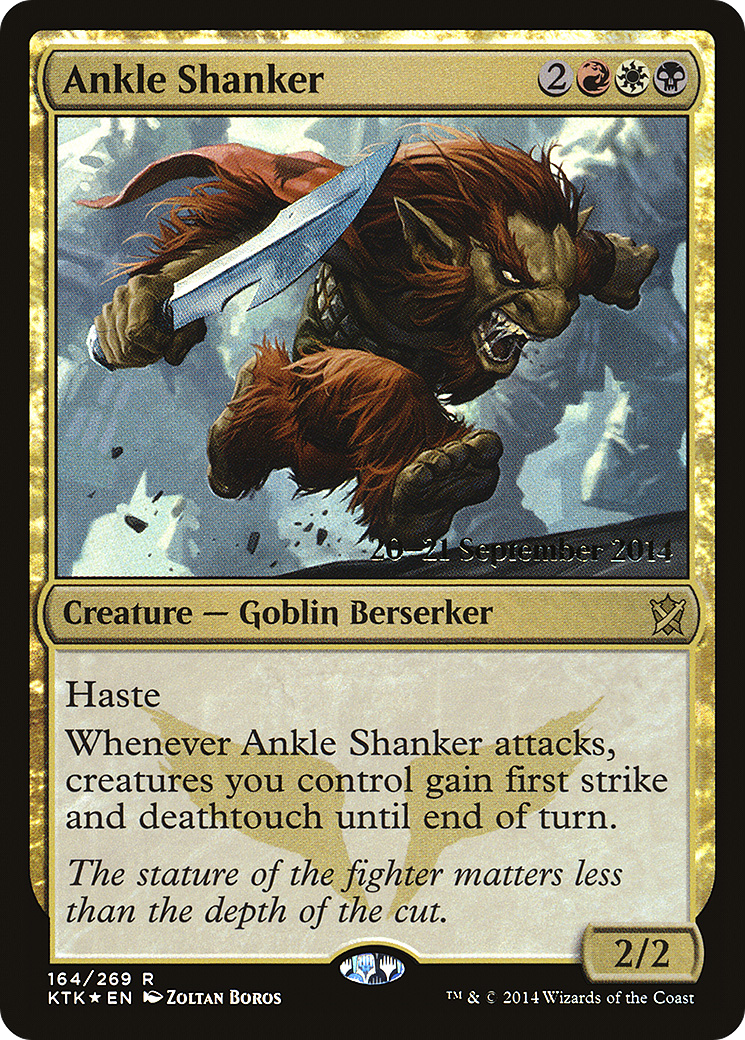 Ankle Shanker
2
20–21 September 2014
Creature — Goblin Berserker
Haste
Whenever Ankle Shanker attacks,
creatures you control gain first strike
and deathtouch until end of turn.
The stature of the fighter matters less
than the depth of the cut.
2/2
164/269 R
KTK★EN Zoltan Boros
™ & © 2014 Wizards of the Coast